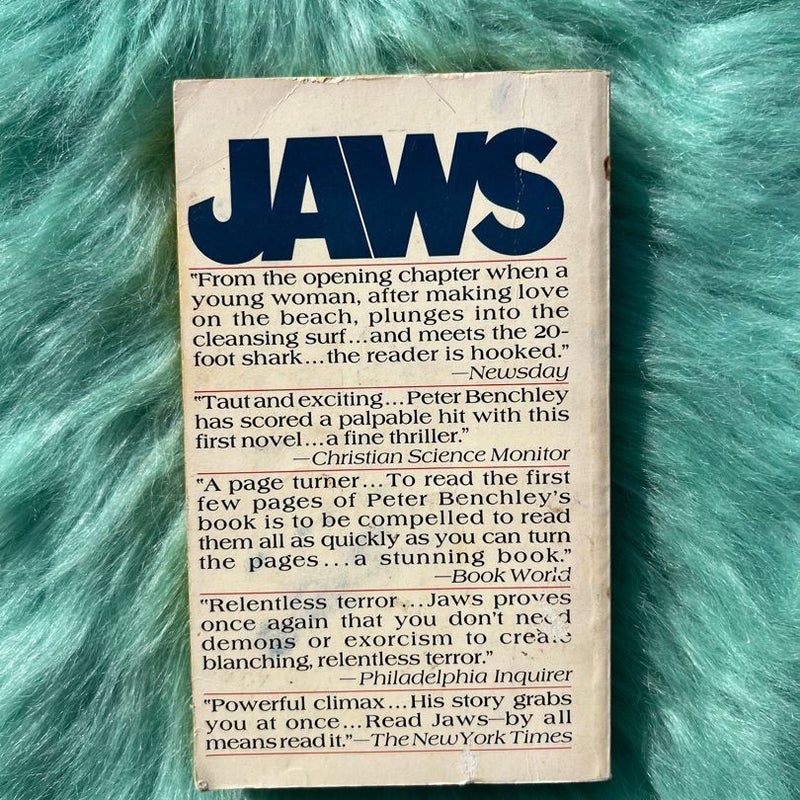 JAWS
"From the opening chapter when a
young woman, after making love
on the beach, plunges into the
cleansing surf...and meets the 20-
foot shark...the reader is hooked."
—Newsday
"Taut and exciting...Peter Benchley
has scored a palpable hit with this
first novel...a fine thriller."
—Christian Science Monitor
"A page turner...To read the first
few pages of Peter Benchley's
book is to be compelled to read
them all as quickly as you can turn
the pages...a stunning book."
—Book World
"Relentless terror...Jaws proves
once again that you don't need
demons or exorcism to create
blanching, relentless terror."
—Philadelphia Inquirer
"Powerful climax...His story grabs
you at once...Read Jaws—by all
means read it."—The New York Times